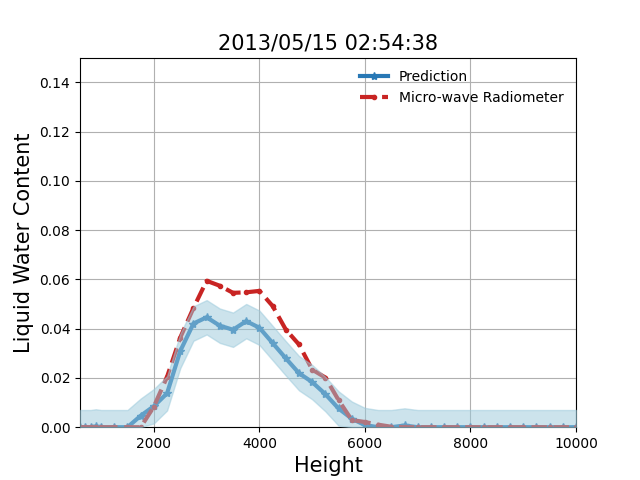 2013/05/15 02:54:38
Prediction
Micro-wave Radiometer
Liquid Water Content
0.14
0.12
0.10
0.08
0.06
0.04
0.02
0.00
2000 4000 6000 8000 10000
Height